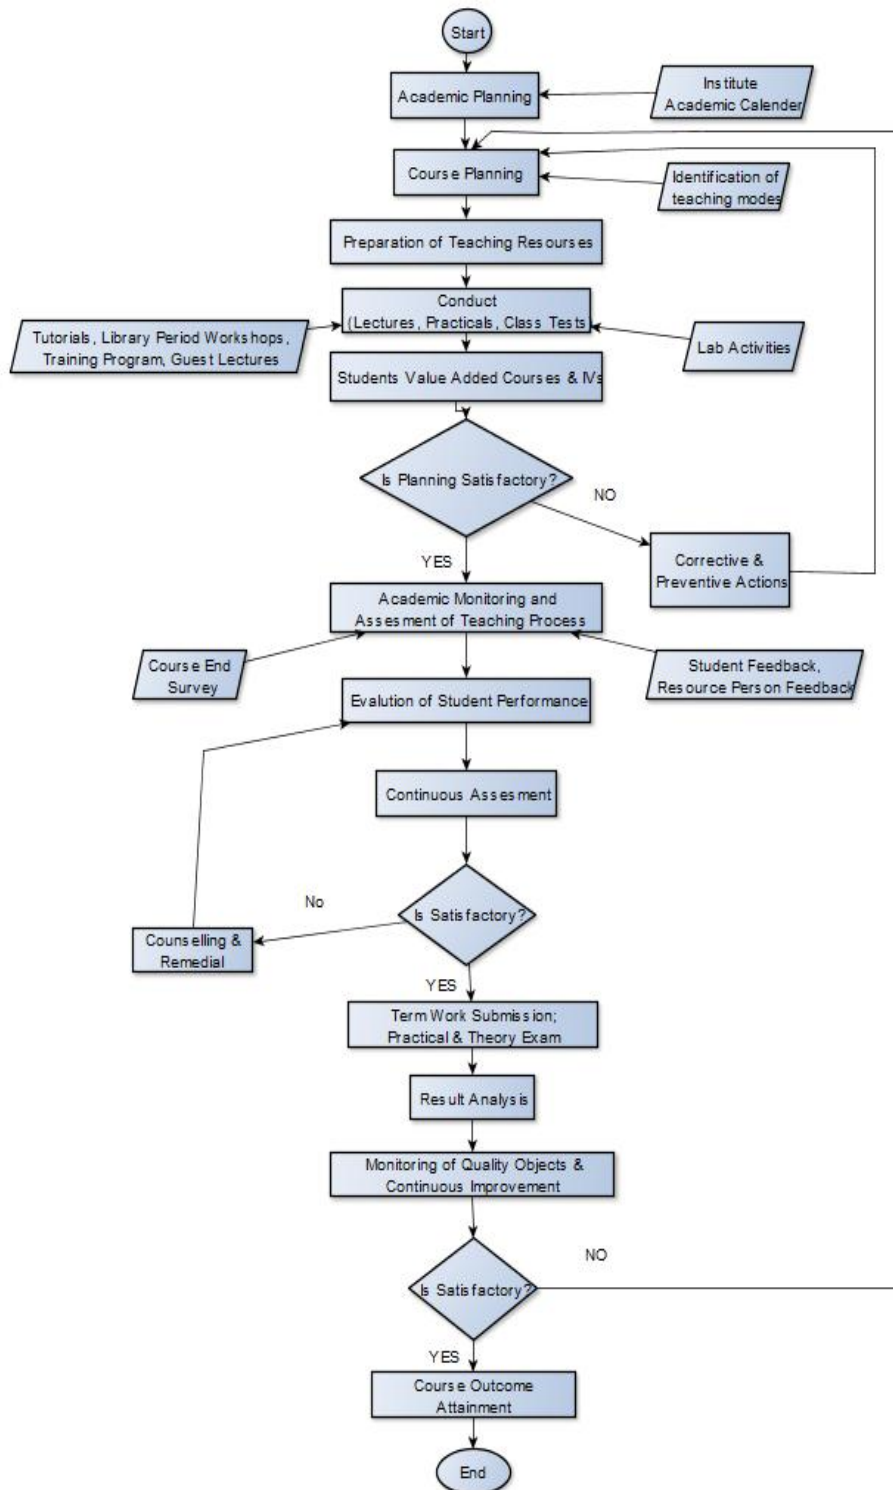 Start
Academic Planning
Institute
Academic Calender
Course Planning
Identification of
teaching modes
Preparation of Teaching Resourses
Conduct
(Lectures, Practicals, Class Tests)
Tutorials, Library Period Workshops,
Training Program, Guest Lectures
Lab Activities
Students Value Added Courses & IVs
Is Planning Satisfactory?
NO
Corrective &
Preventive Actions
YES
Academic Monitoring and
Assesment of Teaching Process
Course End
Survey
Student Feedback,
Resource Person Feedback
Evalution of Student Performance
Continuous Assesment
Is Satisfactory?
No
Counselling &
Remedial
YES
Term Work Submission;
Practical & Theory Exam
Result Analysis
Monitoring of Quality Objects &
Continuous Improvement
Is Satisfactory?
NO
YES
Course Outcome
Attainment
End